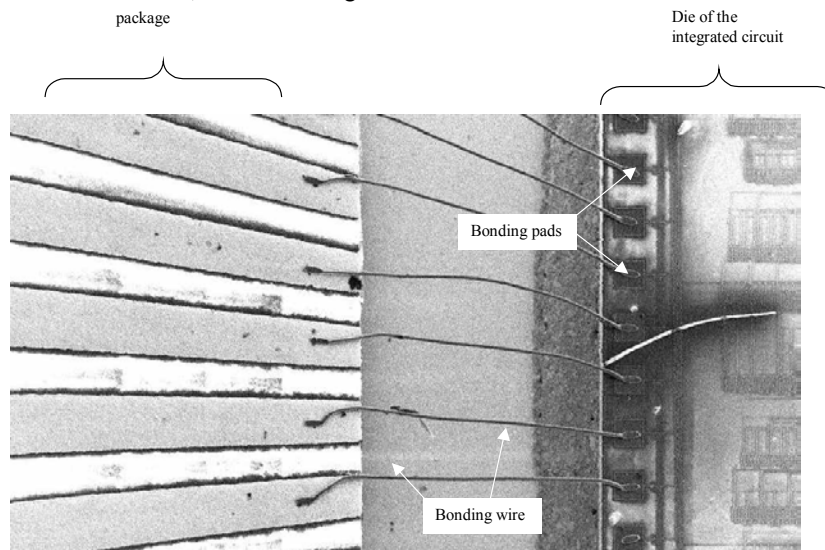 package
Die of the
integrated circuit
Bonding pads
Bonding wire